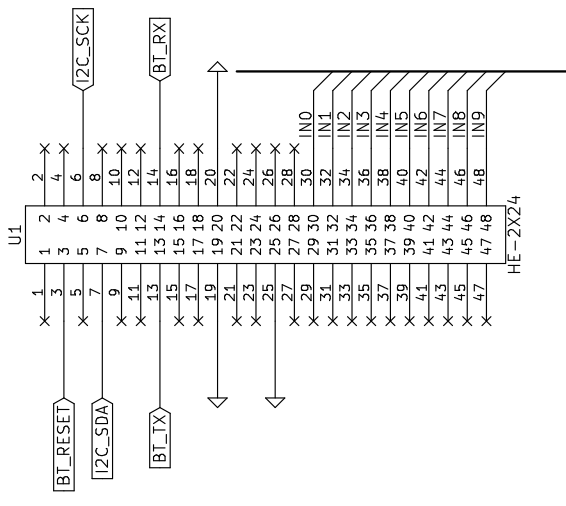 I2C_SCK
BT_RX
IN0
IN1
IN2
IN3
IN4
IN5
IN6
IN7
IN8
IN9
2 4 6 8 10 12 14 16 18 20 22 24 26 28 30 32 34 36 38 40 42 44 46 48
U1
2 4 6 8 10 12 14 16 18 20 22 24 26 28 30 32 34 36 38 40 42 44 46 48
1 3 5 7 9 11 13 15 17 19 21 23 25 27 29 31 33 35 37 39 41 43 45 47
HE-2X24
1 3 5 7 9 11 13 15 17 19 21 23 25 27 29 31 33 35 37 39 41 43 45 47
BT_RESET
I2C_SDA
BT_TX